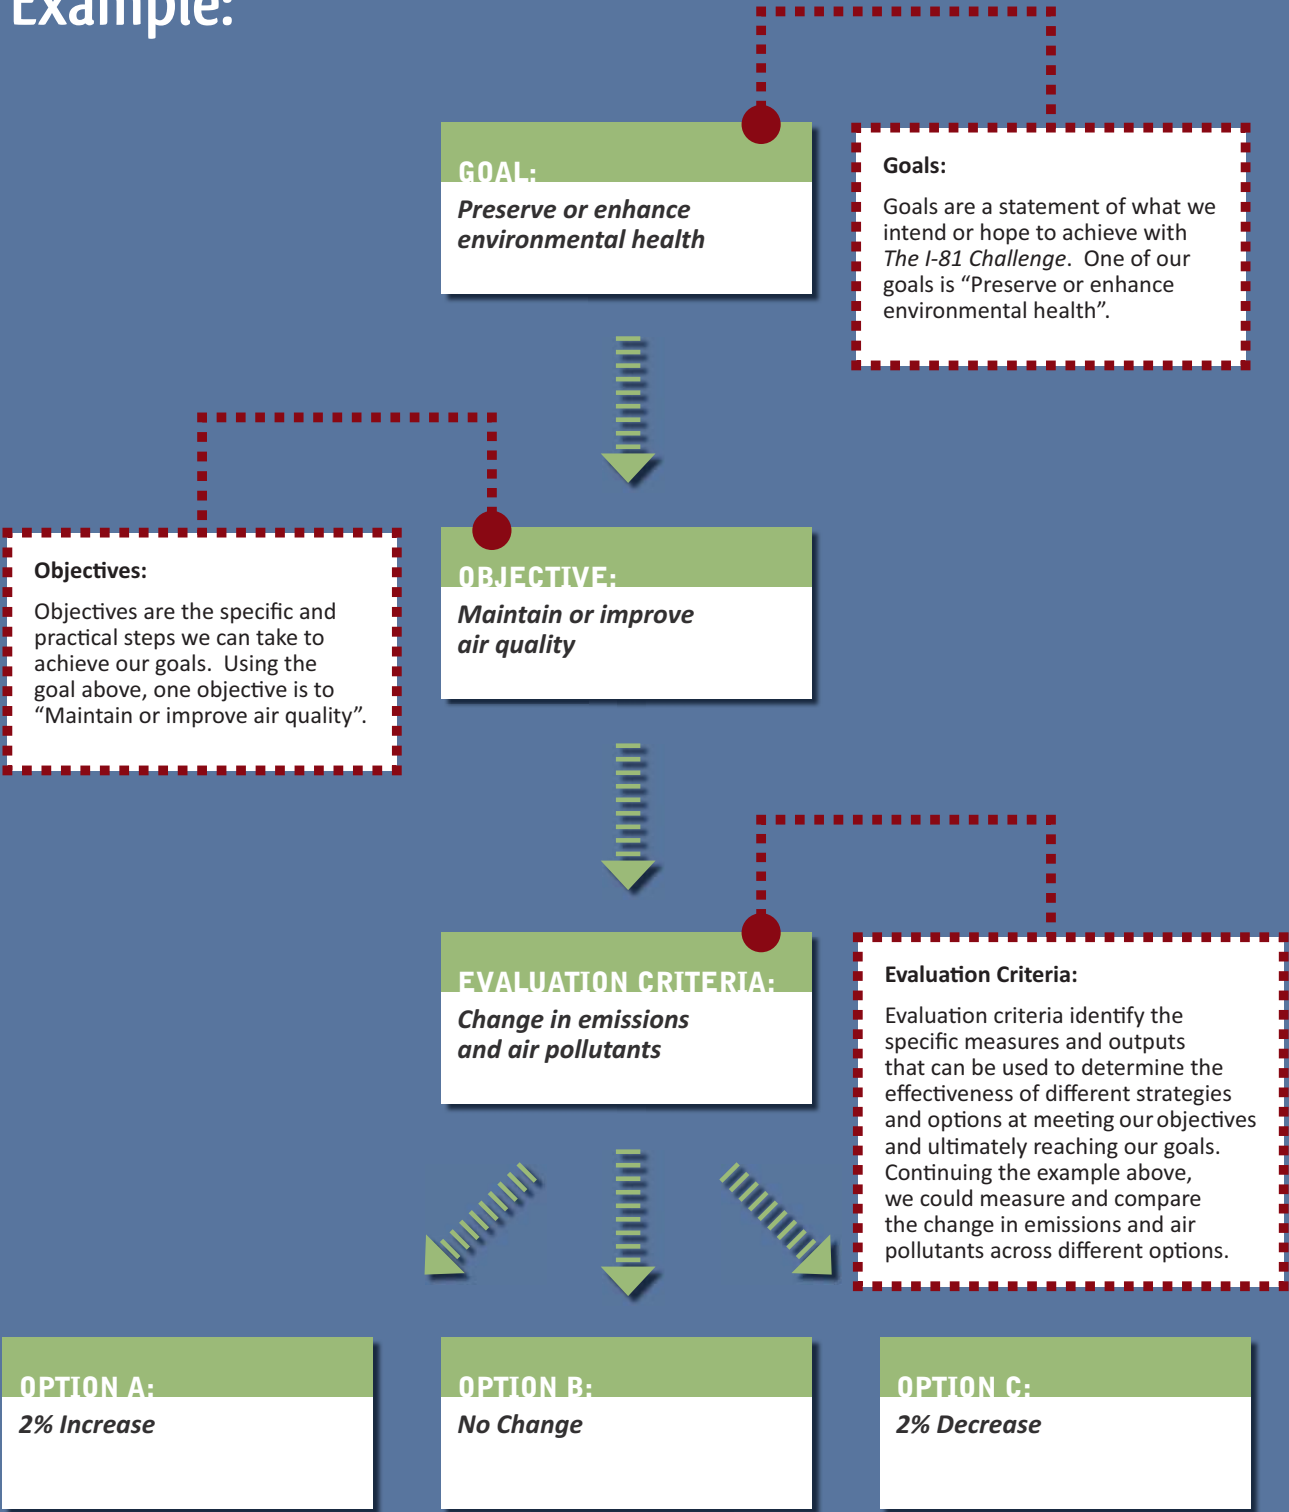 Example:
GOAL:
Preserve or enhance
environmental health
Goals:
Goals are a statement of what we
intend or hope to achieve with
The I-81 Challenge.  One of our
goals is “Preserve or enhance
environmental health”.
Objectives:
Objectives are the specific and
practical steps we can take to
achieve our goals.  Using the
goal above, one objective is to
“Maintain or improve air quality”.
OBJECTIVE:
Maintain or improve
air quality
EVALUATION CRITERIA:
Change in emissions
and air pollutants
Evaluation Criteria:
Evaluation criteria identify the
specific measures and outputs
that can be used to determine the
effectiveness of different strategies
and options at meeting our objectives
and ultimately reaching our goals.
Continuing the example above,
we could measure and compare
the change in emissions and air
pollutants across different options.
OPTION A:
2% Increase
OPTION B:
No Change
OPTION C:
2% Decrease